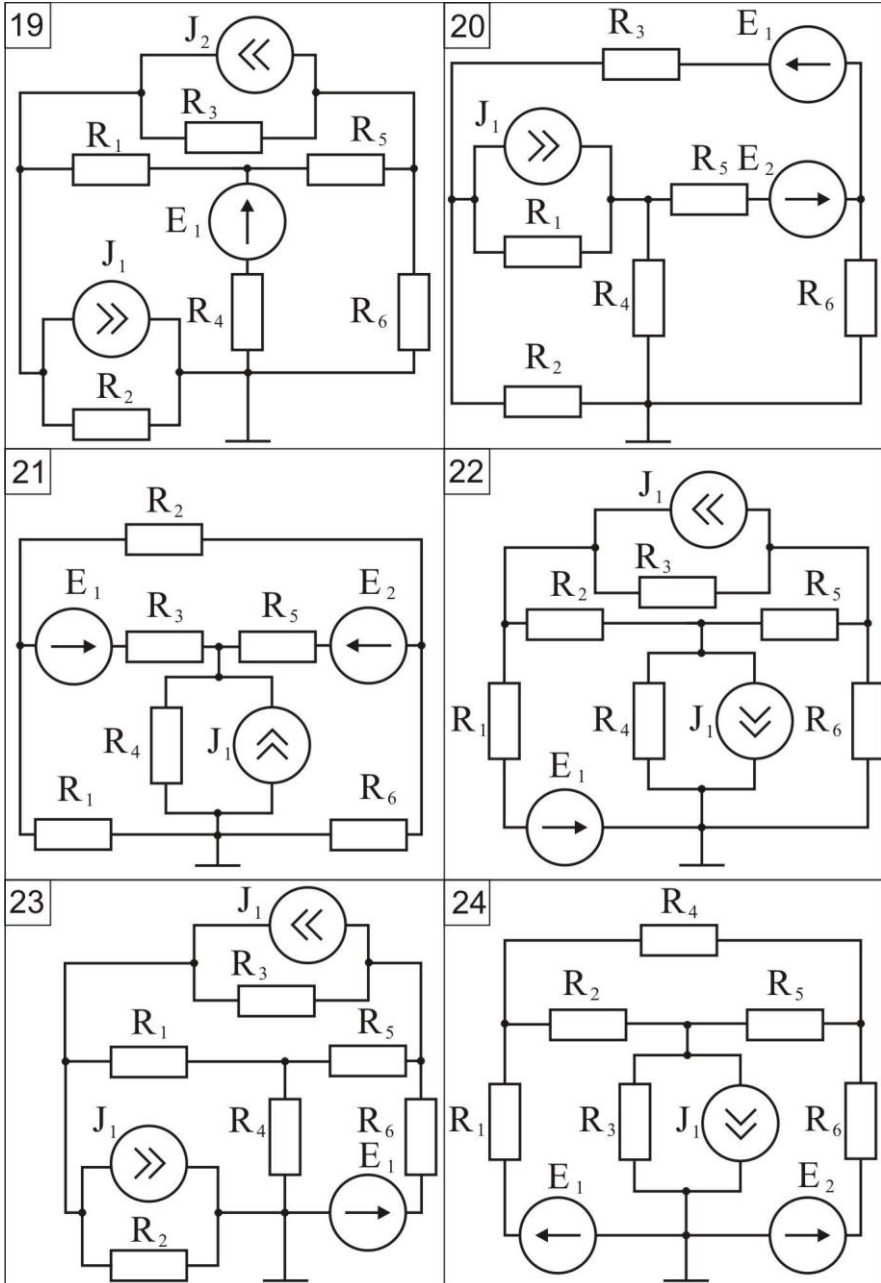 19
J₂
R₃
R₁
R₅
E₁
J₁
R₄
R₆
R₂
20
R₃
E₁
J₁
R₅
E₂
R₁
R₄
R₆
R₂
21
R₂
E₁
R₃
R₅
E₂
R₄
J₁
R₁
R₆
22
J₁
R₃
R₂
R₅
R₁
R₄
J₁
R₆
E₁
23
J₁
R₃
R₁
R₅
J₁
R₄
R₆
E₁
R₂
24
R₄
R₂
R₅
R₁
R₃
J₁
R₆
E₁
E₂